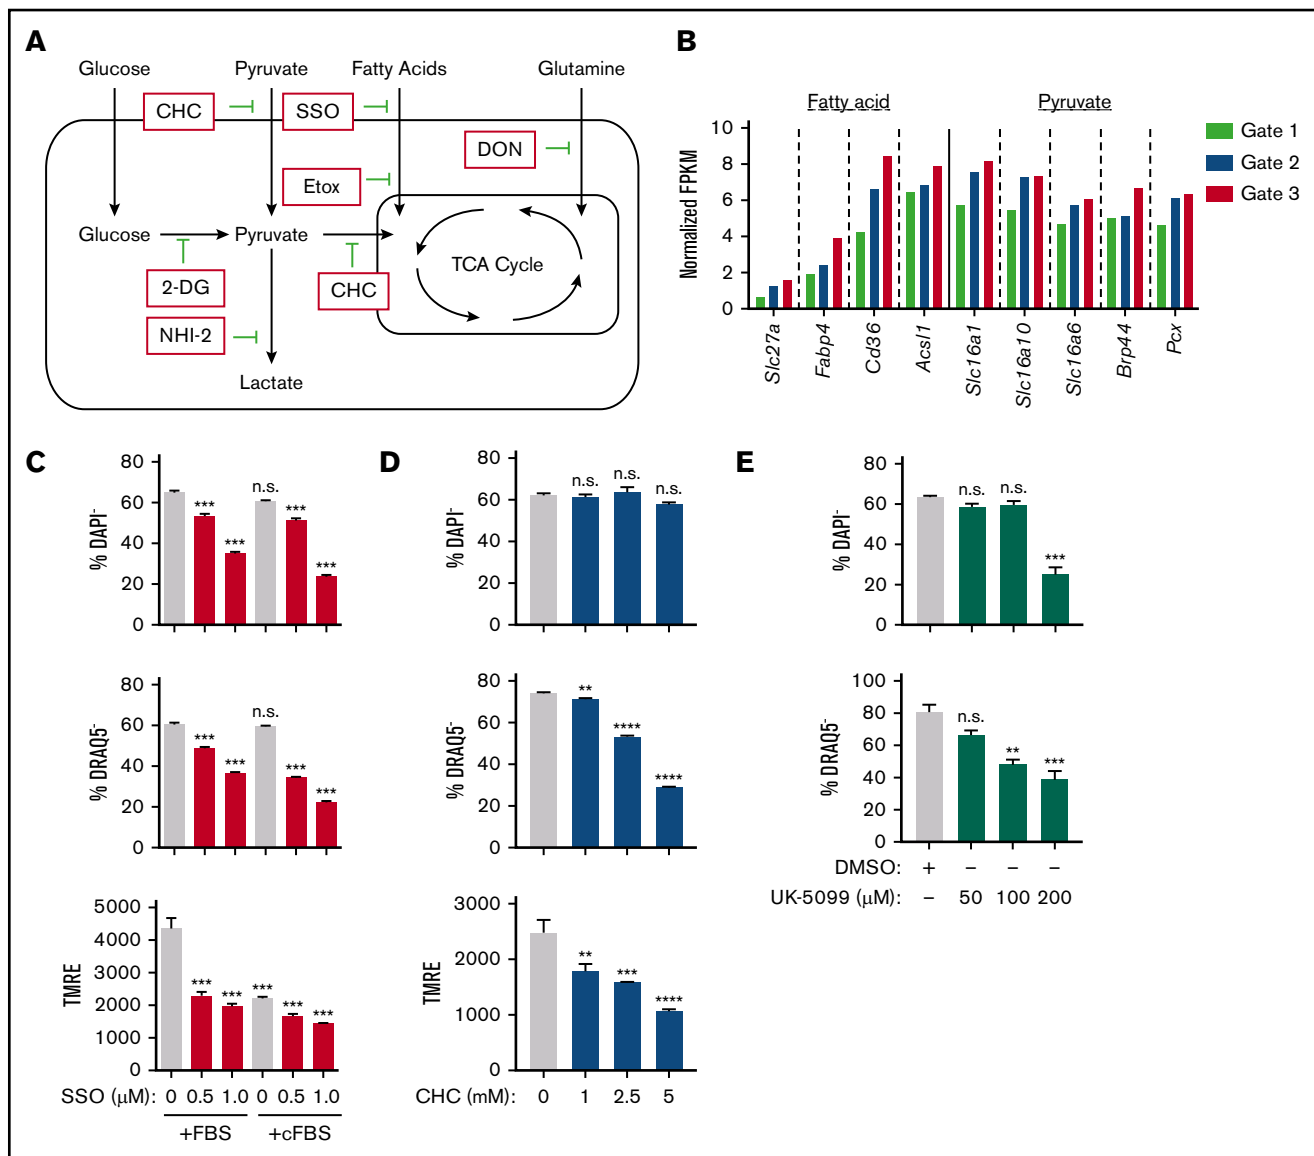 A
Glucose
Pyruvate
Fatty Acids
Glutamine
CHC
SSO
DON
Etox
Glucose
Pyruvate
TCA Cycle
2-DG
CHC
NHI-2
Lactate
B
Fatty acid
Pyruvate
Normalized FPKM
10
8
6
4
2
0
Slc27a
Fabp4
Cd36
Acsl1
Slc16a1
Slc16a10
Slc16a6
Brp44
Pcx
Gate 1
Gate 2
Gate 3
C
% DAPI-
80
60
40
20
0
***
***
n.s.
***
***
% DRAQ5-
80
60
40
20
0
***
***
n.s.
***
***
TMRE
5000
4000
3000
2000
1000
0
***
***
***
***
***
SSO (μM): 0 0.5 1.0 0 0.5 1.0
+FBS +cFBS
D
% DAPI-
80
60
40
20
0
n.s.
n.s.
n.s.
% DRAQ5-
80
60
40
20
0
**
****
****
TMRE
3000
2000
1000
0
**
***
****
CHC (mM): 0 1 2.5 5
E
% DAPI-
80
60
40
20
0
n.s.
n.s.
***
% DRAQ5-
100
80
60
40
20
0
n.s.
**
***
DMSO: + – – –
UK-5099 (μM): – 50 100 200